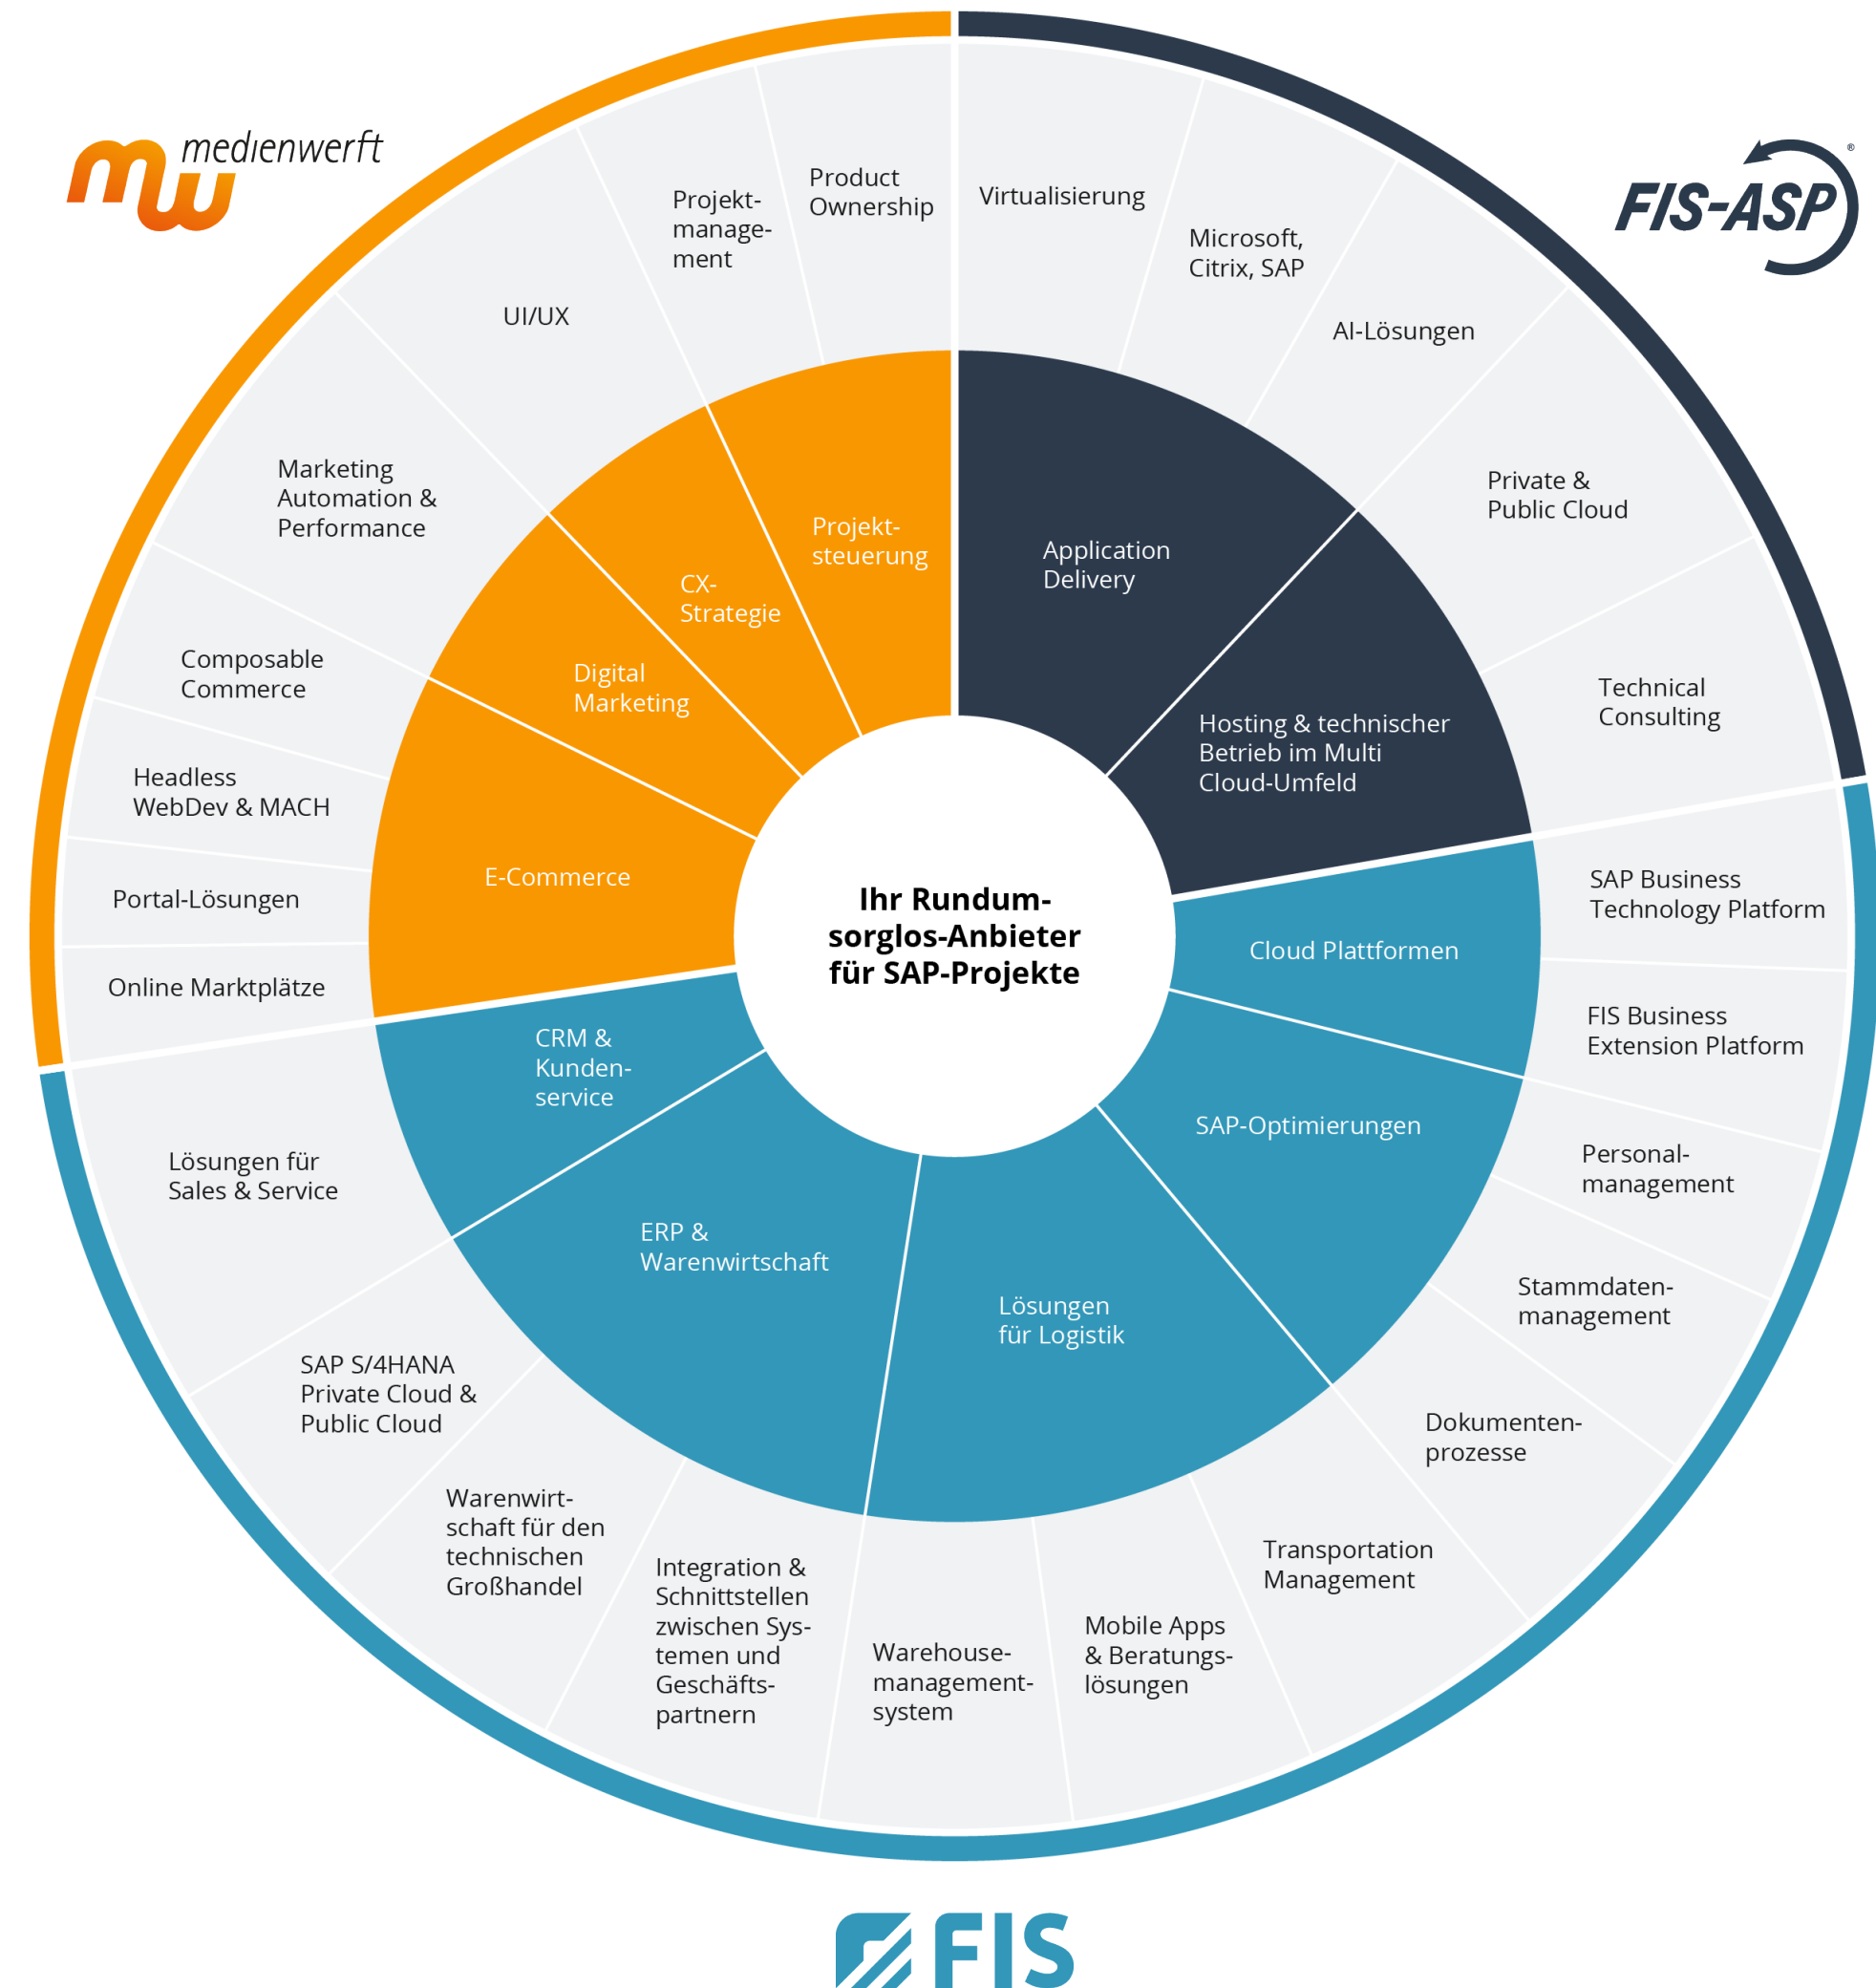 medienwerft
mw
FIS-ASP
®
Product
Ownership
Virtualisierung
Projekt-
manage-
ment
Microsoft,
Citrix, SAP
UI/UX
AI-Lösungen
Marketing
Automation &
Performance
Private &
Public Cloud
Projekt-
steuerung
Application
Delivery
CX-
Strategie
Digital
Marketing
Composable
Commerce
Technical
Consulting
Hosting & technischer
Betrieb im Multi
Cloud-Umfeld
Headless
WebDev & MACH
E-Commerce
Portal-Lösungen
Online Marktplätze
Ihr Rundum-
sorglos-Anbieter
für SAP-Projekte
SAP Business
Technology Platform
Cloud Plattformen
FIS Business
Extension Platform
CRM &
Kunden-
service
SAP-Optimierungen
Lösungen für
Sales & Service
Personal-
management
ERP &
Warenwirtschaft
Lösungen
für Logistik
Stammdaten-
management
SAP S/4HANA
Private Cloud &
Public Cloud
Dokumenten-
prozesse
Warenwirt-
schaft für den
technischen
Großhandel
Integration &
Schnittstellen
zwischen Sys-
temen und
Geschäfts-
partnern
Warehouse-
management-
system
Mobile Apps
& Beratungs-
lösungen
Transportation
Management
FIS